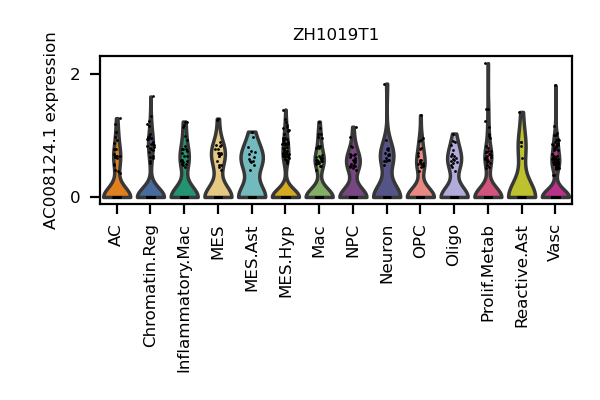 ZH1019T1
AC008124.1 expression
2
0
AC
Chromatin.Reg
Inflammatory.Mac
MES
MES.Ast
MES.Hyp
Mac
NPC
Neuron
OPC
Oligo
Prolif.Metab
Reactive.Ast
Vasc